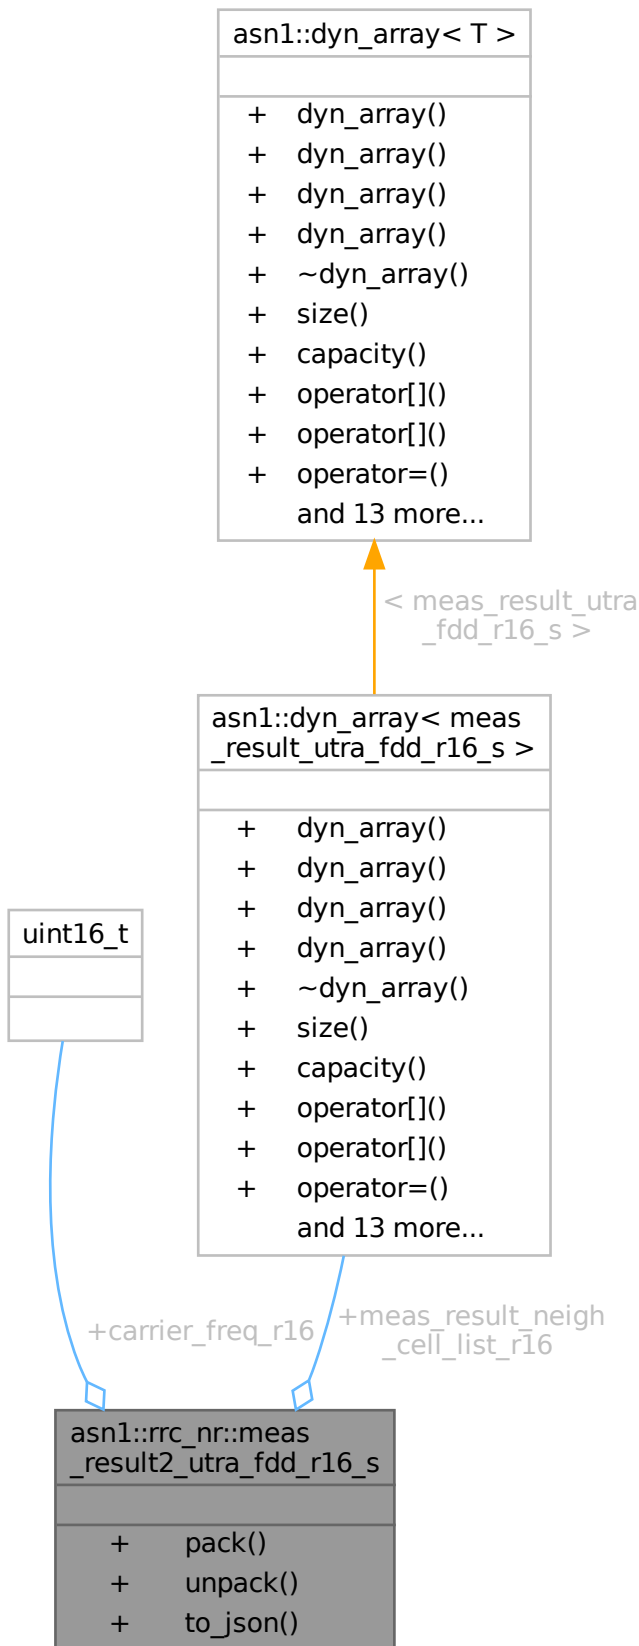 asn1::dyn_array< T >
+ dyn_array()
+ dyn_array()
+ dyn_array()
+ dyn_array()
+ ~dyn_array()
+ size()
+ capacity()
+ operator[]()
+ operator[]()
+ operator=()
and 13 more...
< meas_result_utra
_fdd_r16_s >
asn1::dyn_array< meas
_result_utra_fdd_r16_s >
+ dyn_array()
+ dyn_array()
+ dyn_array()
+ dyn_array()
+ ~dyn_array()
+ size()
+ capacity()
+ operator[]()
+ operator[]()
+ operator=()
and 13 more...
uint16_t
+carrier_freq_r16
+meas_result_neigh
_cell_list_r16
asn1::rrc_nr::meas
_result2_utra_fdd_r16_s
+ pack()
+ unpack()
+ to_json()